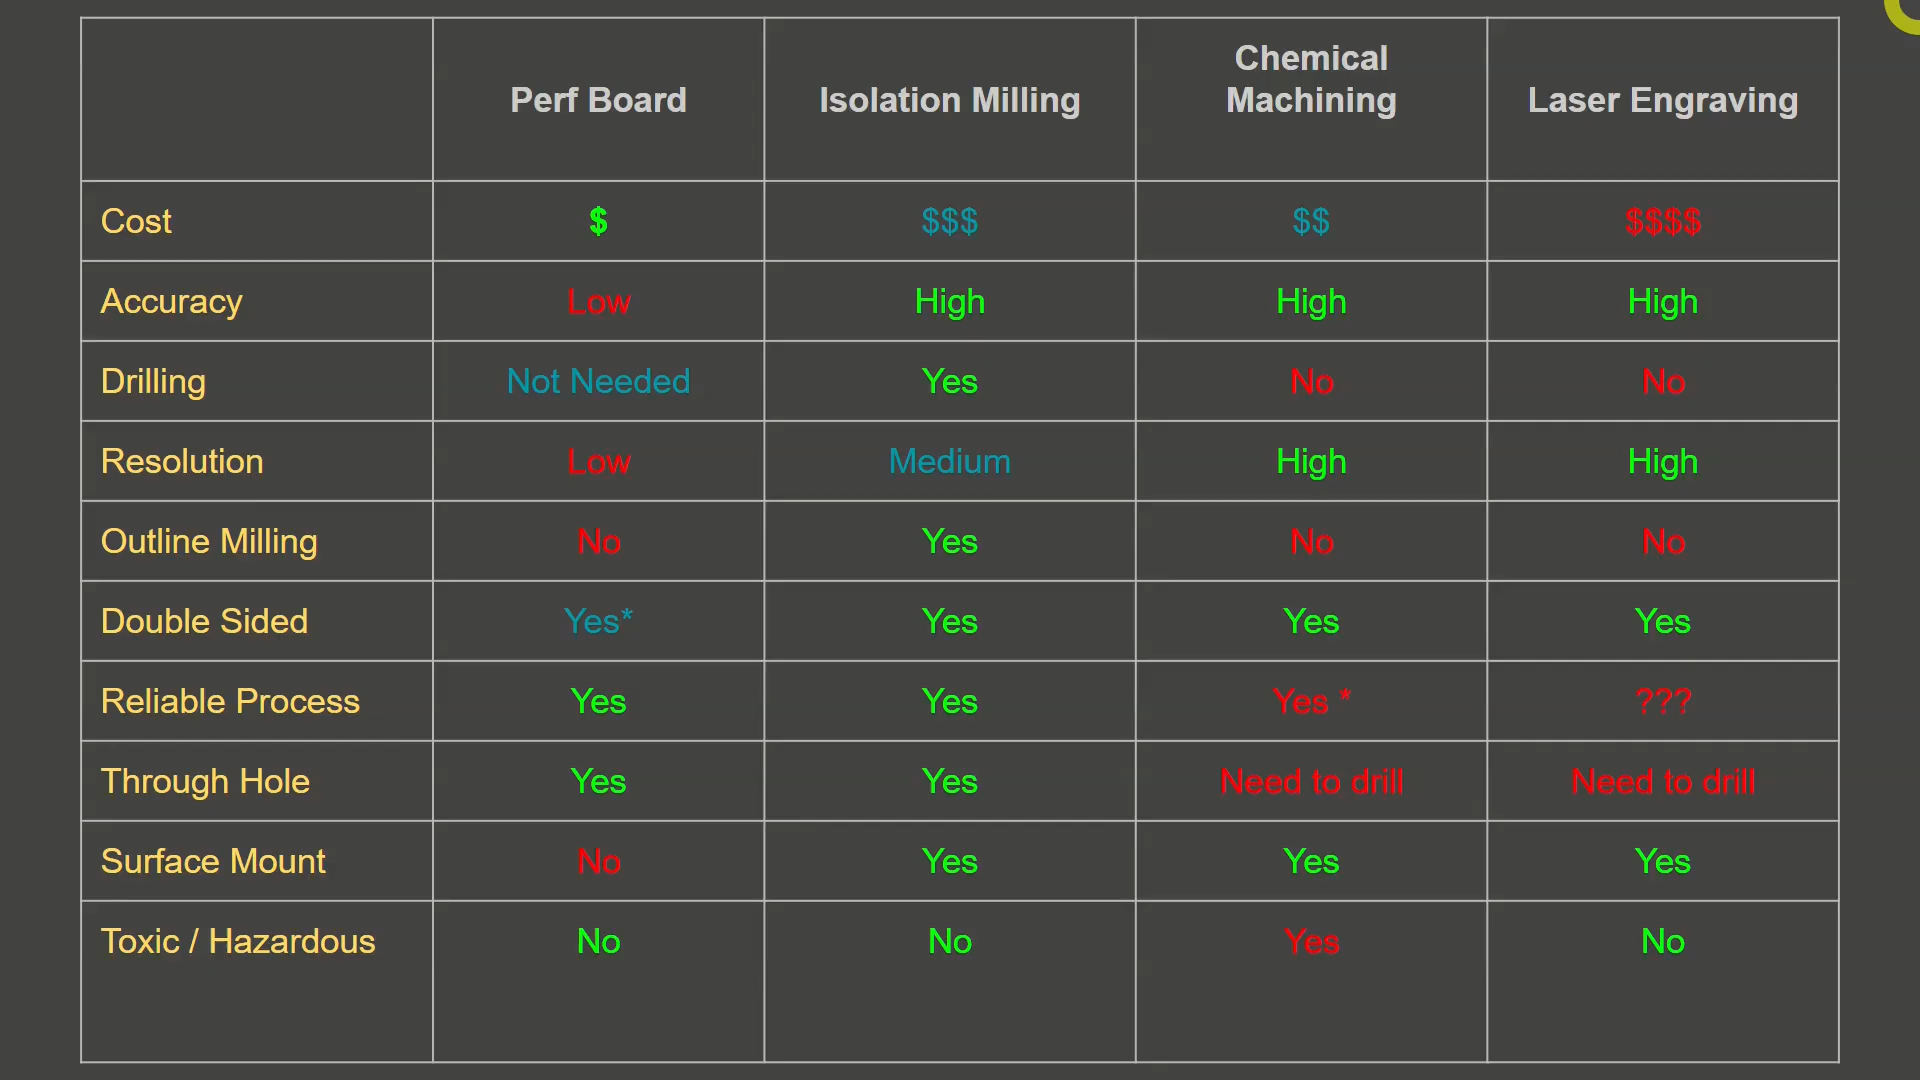 Perf Board
Isolation Milling
Chemical
Machining
Laser Engraving
Cost $ $$$ $$ $$$$
Accuracy Low High High High
Drilling Not Needed Yes No No
Resolution Low Medium High High
Outline Milling No Yes No No
Double Sided Yes* Yes Yes Yes
Reliable Process Yes Yes Yes * ???
Through Hole Yes Yes Need to drill Need to drill
Surface Mount No Yes Yes Yes
Toxic / Hazardous No No Yes No